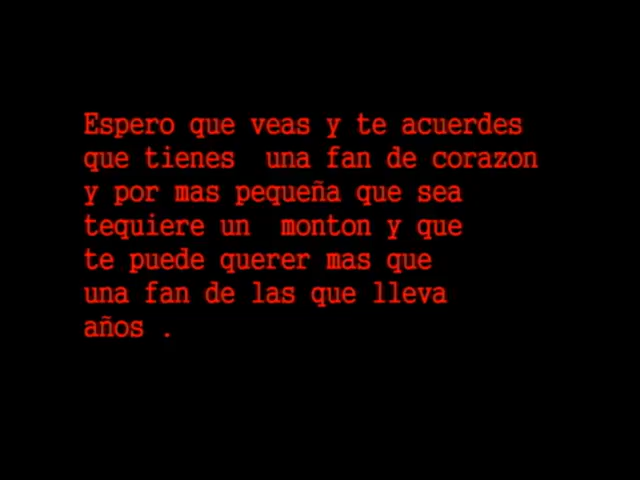 Espero que veas y te acuerdes
que tienes  una fan de corazon
y por mas pequeña que sea
tequiere un  monton y que
te puede querer mas que
una fan de las que lleva
años .